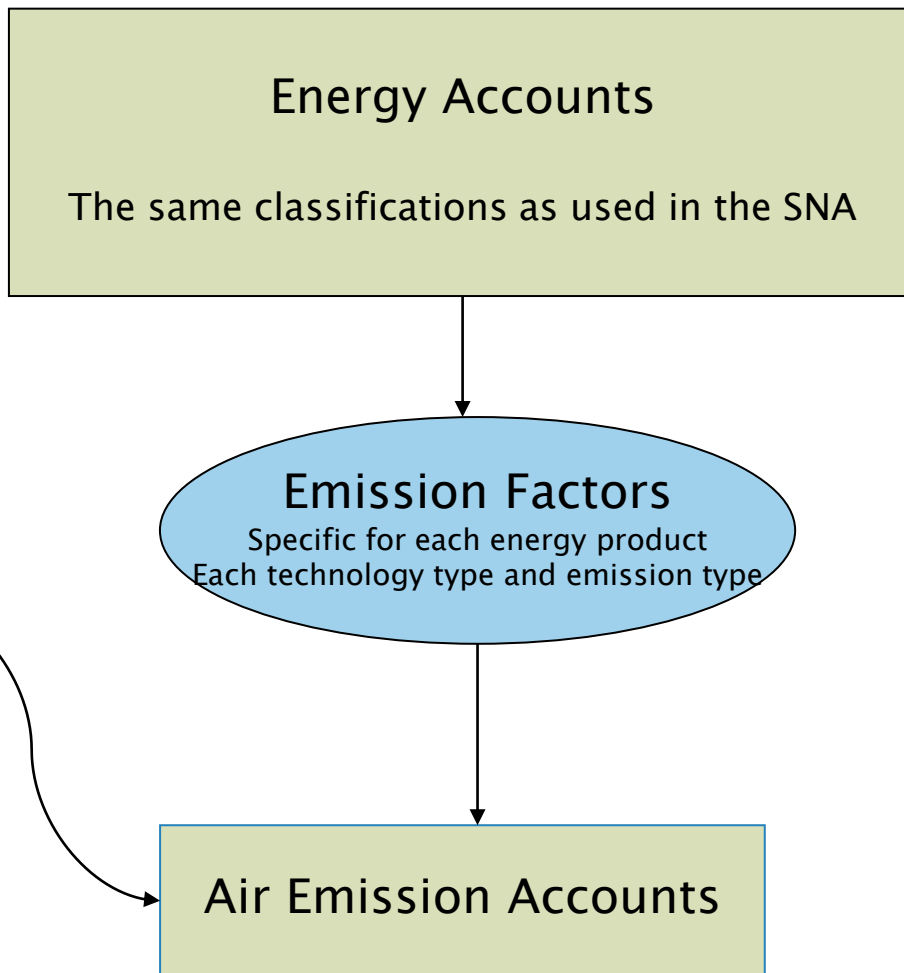 Energy Accounts
The same classifications as used in the SNA
Emission Factors
Specific for each energy product
Each technology type and emission type
Air Emission Accounts